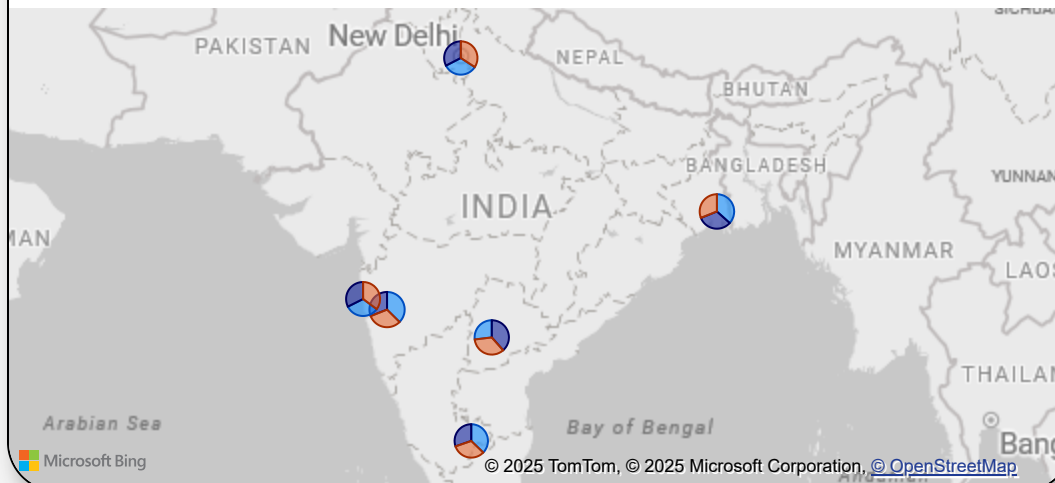 PAKISTAN
New Delhi
NEPAL
BHUTAN
BANGLADESH
YUNNAN
INDIA
MAN
MYANMAR
LAOS
THAILAN
Arabian Sea
Bay of Bengal
Bang
Microsoft Bing
© 2025 TomTom, © 2025 Microsoft Corporation, © OpenStreetMap